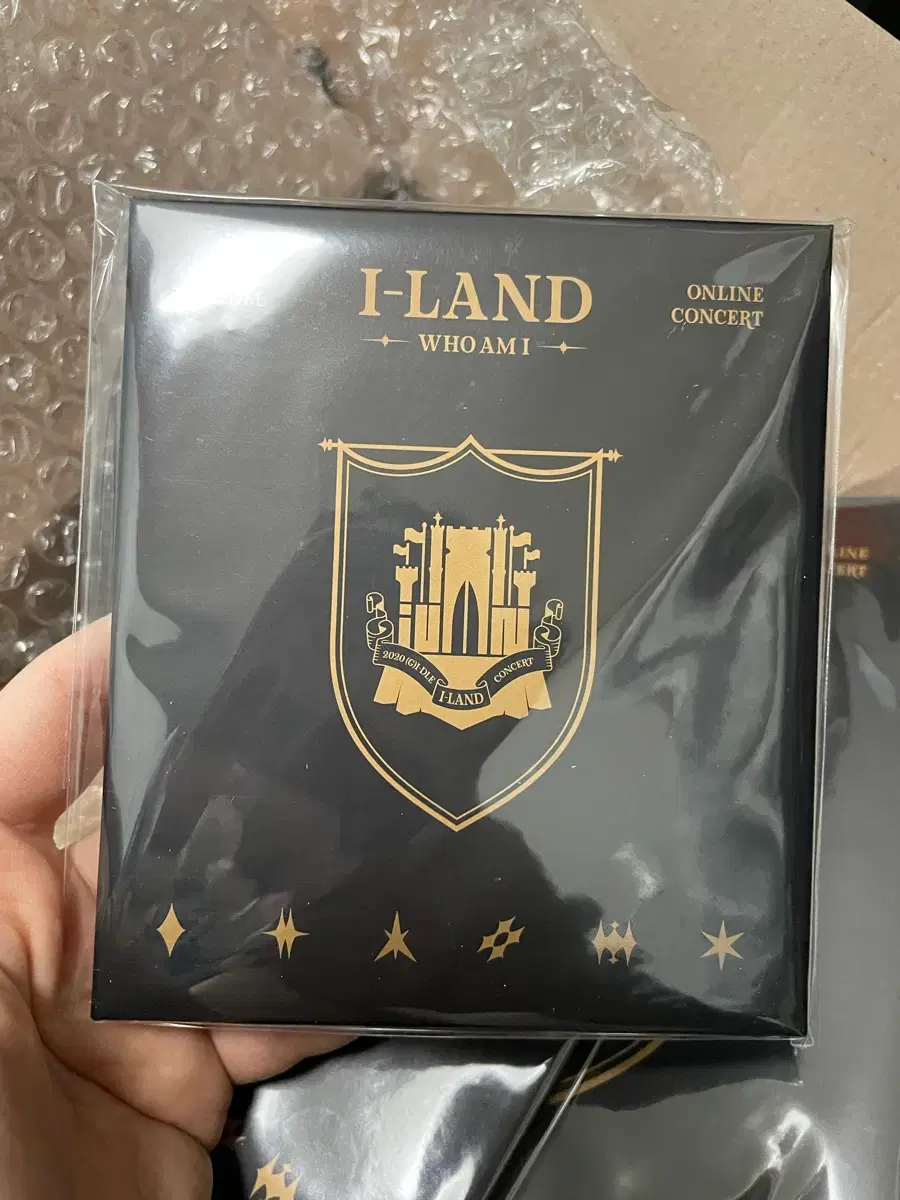 I-LAND
WHO AM I
ONLINE
CONCERT
2020 (G)I-DLE
I-LAND
CONCERT